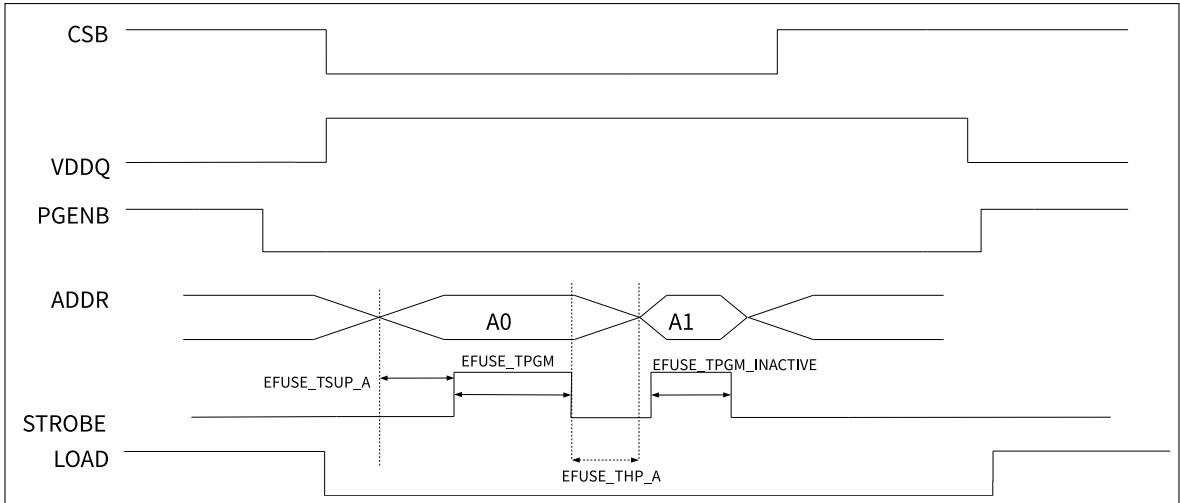 CSB
VDDQ
PGENB
ADDR
A0
A1
EFUSE_TPGM
EFUSE_TPGM_INACTIVE
EFUSE_TSUP_A
STROBE
LOAD
EFUSE_THP_A